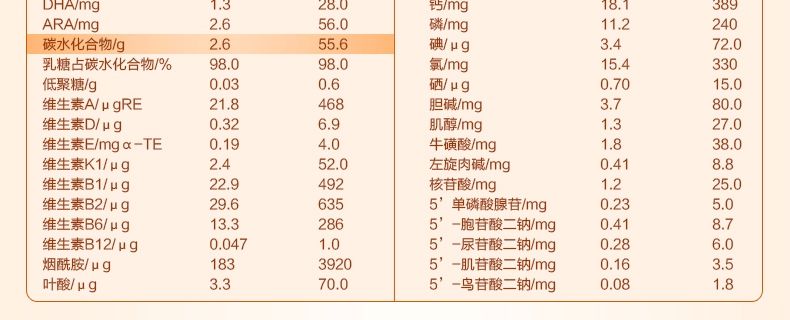 DHA/mg 1.3 28.0
ARA/mg 2.6 56.0
碳水化合物/g 2.6 55.6
乳糖占碳水化合物/% 98.0 98.0
低聚糖/g 0.03 0.6
维生素A/μgRE 21.8 468
维生素D/μg 0.32 6.9
维生素E/mgα-TE 0.19 4.0
维生素K1/μg 2.4 52.0
维生素B1/μg 22.9 492
维生素B2/μg 29.6 635
维生素B6/μg 13.3 286
维生素B12/μg 0.047 1.0
烟酰胺/μg 183 3920
叶酸/μg 3.3 70.0
钙/mg 18.1 389
磷/mg 11.2 240
碘/μg 3.4 72.0
氯/mg 15.4 330
硒/μg 0.70 15.0
胆碱/mg 3.7 80.0
肌醇/mg 1.3 27.0
牛磺酸/mg 1.8 38.0
左旋肉碱/mg 0.41 8.8
核苷酸/mg 1.2 25.0
5’单磷酸腺苷/mg 0.23 5.0
5’-胞苷酸二钠/mg 0.41 8.7
5’-尿苷酸二钠/mg 0.28 6.0
5’-肌苷酸二钠/mg 0.16 3.5
5’-鸟苷酸二钠/mg 0.08 1.8